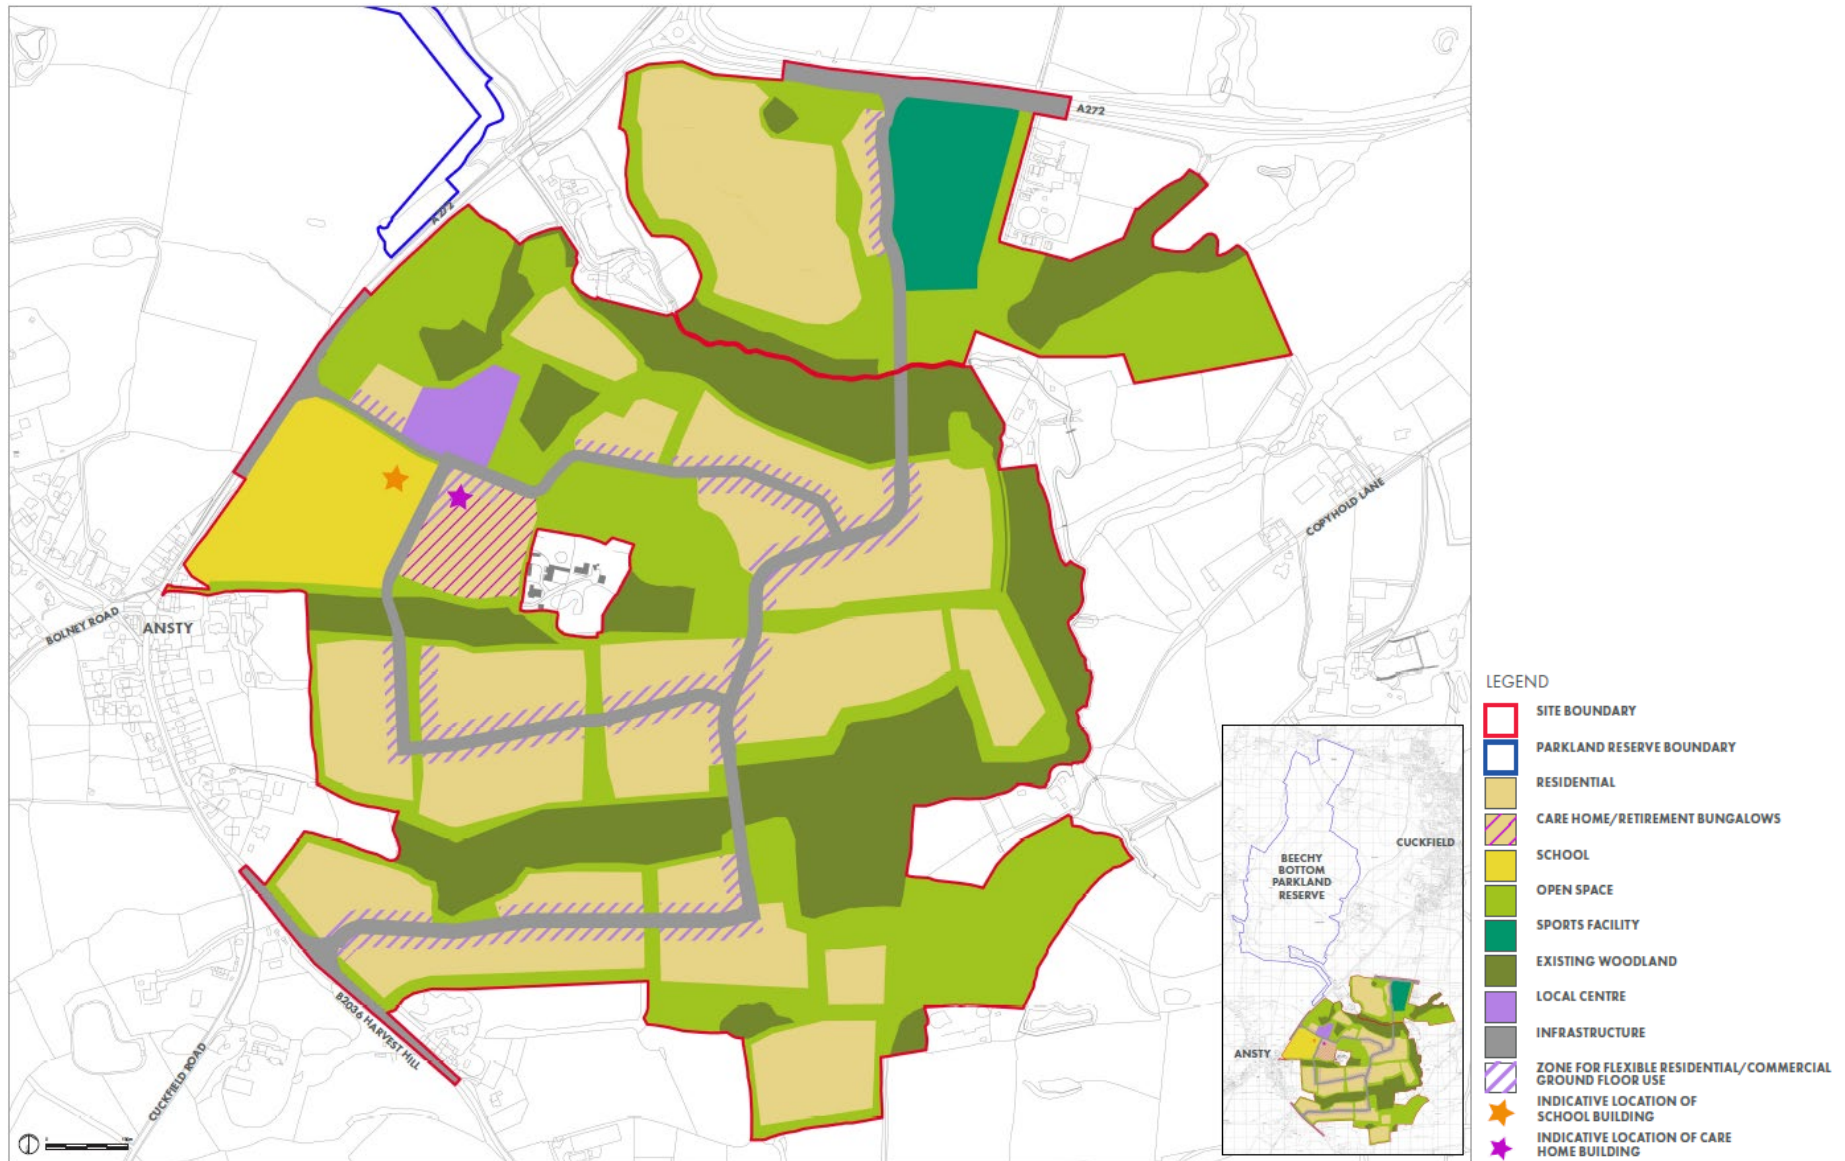 A272
A272
COPYHOLD LANE
BOLNEY ROAD
ANSTY
B2036 HARVEST HILL
CUCKFIELD ROAD
CUCKFIELD
BEECHY
BOTTOM
PARKLAND
RESERVE
ANSTY
LEGEND
SITE BOUNDARY
PARKLAND RESERVE BOUNDARY
RESIDENTIAL
CARE HOME/RETIREMENT BUNGALOWS
SCHOOL
OPEN SPACE
SPORTS FACILITY
EXISTING WOODLAND
LOCAL CENTRE
INFRASTRUCTURE
ZONE FOR FLEXIBLE RESIDENTIAL/COMMERCIAL
GROUND FLOOR USE
INDICATIVE LOCATION OF
SCHOOL BUILDING
INDICATIVE LOCATION OF CARE
HOME BUILDING